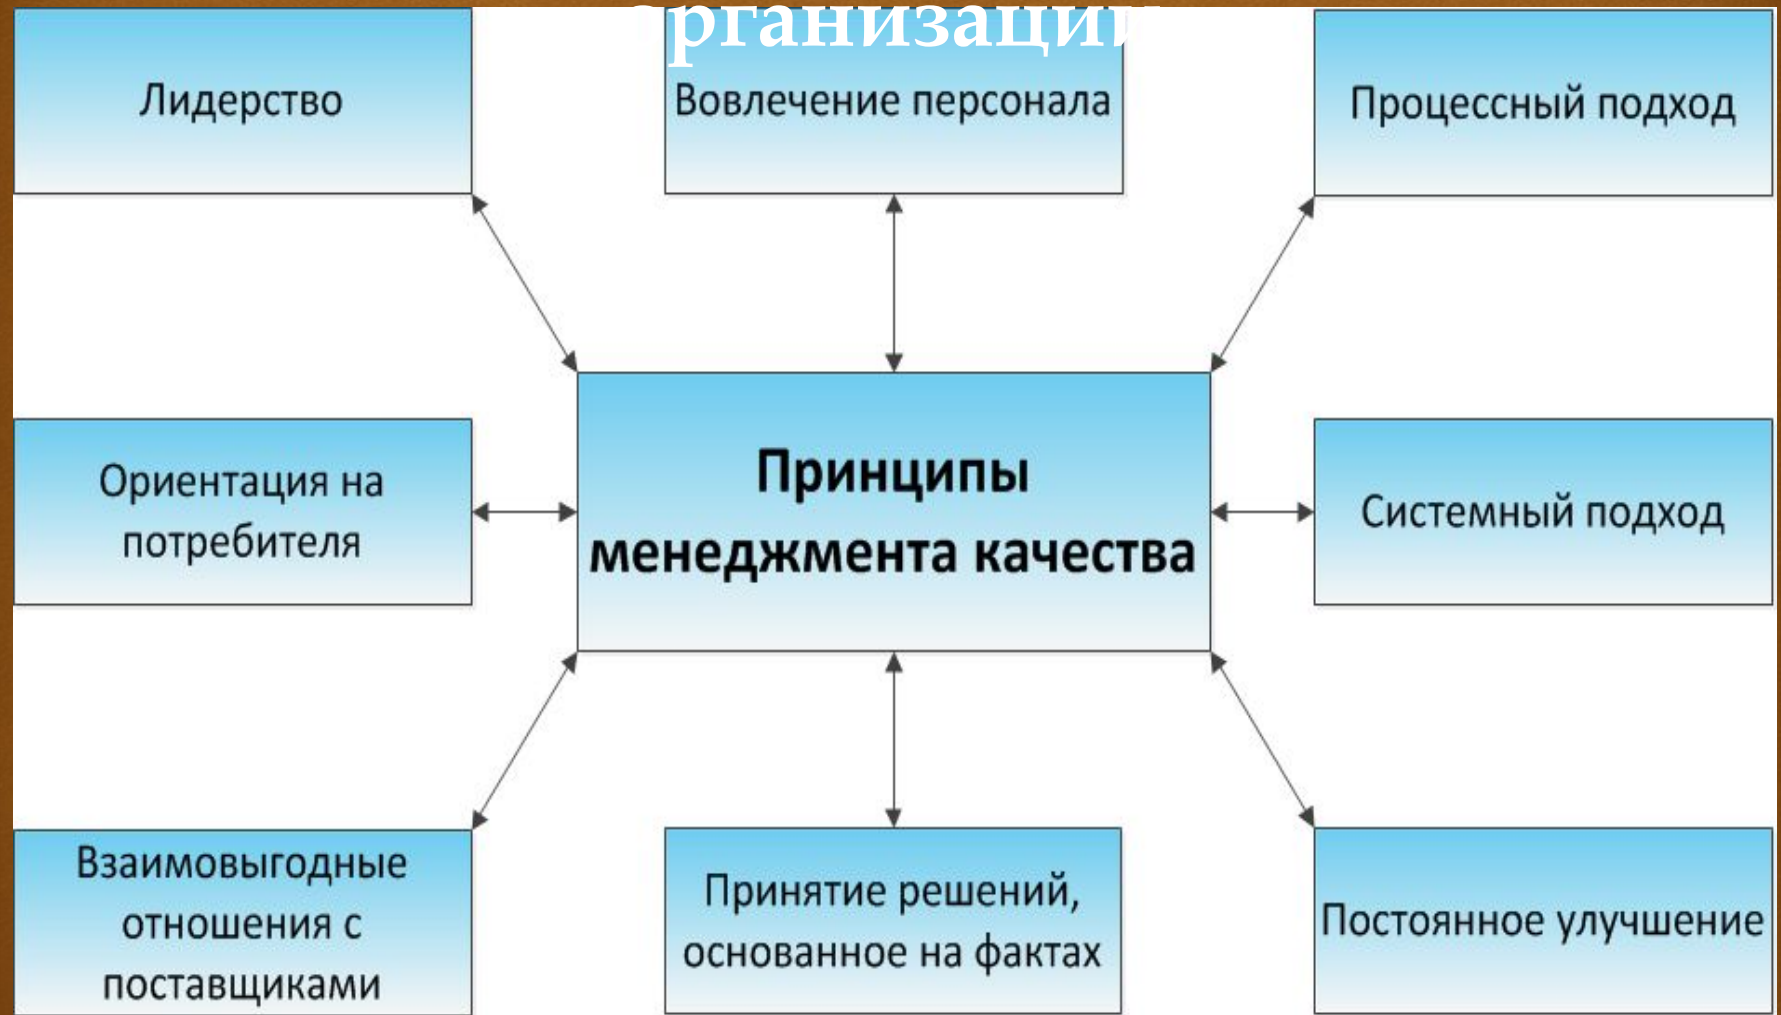 организации
Лидерство
Вовлечение персонала
Процессный подход
Ориентация на
потребителя
Принципы
менеджмента качества
Системный подход
Взаимовыгодные
отношения с
поставщиками
Принятие решений,
основанное на фактах
Постоянное улучшение